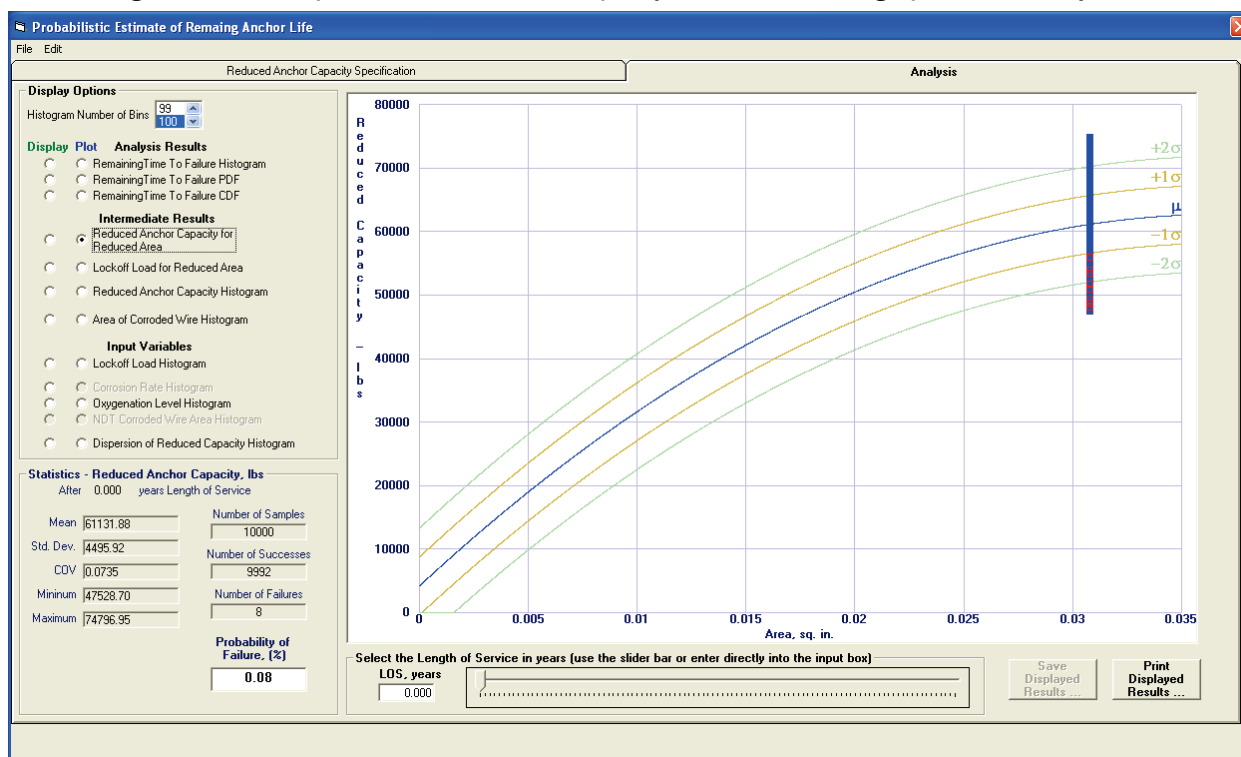 Probabilistic Estimate of Remaing Anchor Life
File Edit
Reduced Anchor Capacity Specification
Analysis
Display Options
Histogram Number of Bins 99
100
Display Plot Analysis Results
RemainingTime To Failure Histogram
RemainingTime To Failure PDF
RemainingTime To Failure CDF
Intermediate Results
Reduced Anchor Capacity for
Reduced Area
Lockoff Load for Reduced Area
Reduced Anchor Capacity Histogram
Area of Corroded Wire Histogram
Input Variables
Lockoff Load Histogram
Corrosion Rate Histogram
Oxygenation Level Histogram
NDT Corroded Wire Area Histogram
Dispersion of Reduced Capacity Histogram
Statistics - Reduced Anchor Capacity, lbs
After 0.000 years Length of Service
Mean 61131.88
Std. Dev. 4495.92
COV 0.0735
Mininum 47528.70
Maximum 74796.95
Number of Samples
10000
Number of Successes
9992
Number of Failures
8
Probability of
Failure, (%)
0.08
Reduced Capacity - lbs
80000
70000
60000
50000
40000
30000
20000
10000
0
+2σ
+1σ
μ
-1σ
-2σ
0 0.005 0.01 0.015 0.02 0.025 0.03 0.035
Area, sq. in.
Select the Length of Service in years (use the slider bar or enter directly into the input box)
LOS, years
0.000
Save
Displayed
Results ...
Print
Displayed
Results ...